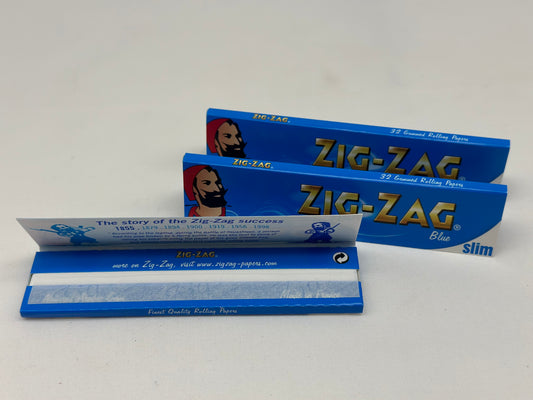 ZIG-ZAG.
32 Gummed Rolling Papers
ZIG-ZAG®
ZIG-ZAG.
32 Gummed Rolling Papers
ZIG-ZAG®
Blue
slim
The story of the Zig-Zag success
1855 . 1879 . 1894 . 1900 . 1919 . 1956 . 1998
ZIG-ZAG.
more on Zig-Zag, visit www.zigzag-papers.com
Finest Quality Rolling Papers